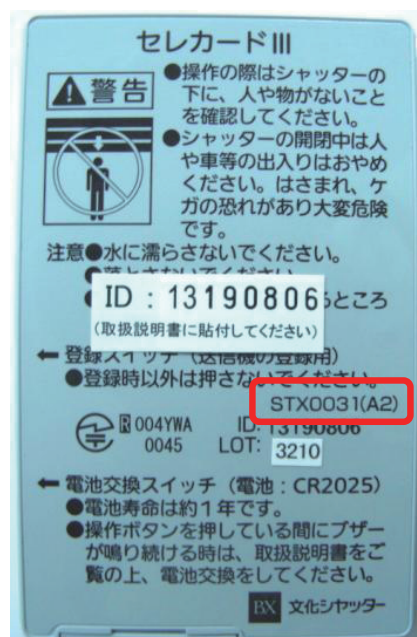 セレカードIII
警告
●操作の際はシャッターの
下に、人や物がないこと
を確認してください。
●シャッターの開閉中は人
や車等の出入りはおやめ
ください。はさまれ、ケ
ガの恐れがあり大変危険
です。
注意●水に濡らさないでください。
ID：13190806
ところ
（取扱説明書に貼付してください）
← 登録スイッチ（送信機の登録用）
●登録時以外は押さないでください。
STX0031(A2)
R 004YWA
ID:13190806
0045
LOT: 3210
← 電池交換スイッチ（電池：CR2025）
●電池寿命は約1年です。
●操作ボタンを押している間にブザー
が鳴り続ける時は、取扱説明書をご
覧の上、電池交換をしてください。
BX 文化シヤッター